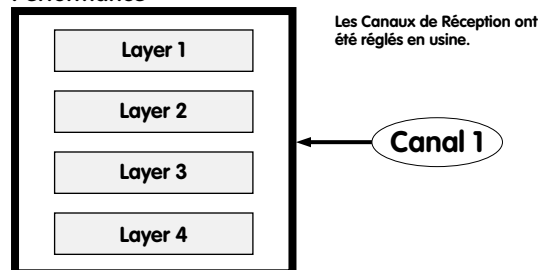 Performance
Layer 1
Layer 2
Layer 3
Layer 4
Les Canaux de Réception ont
été réglés en usine.
Canal 1